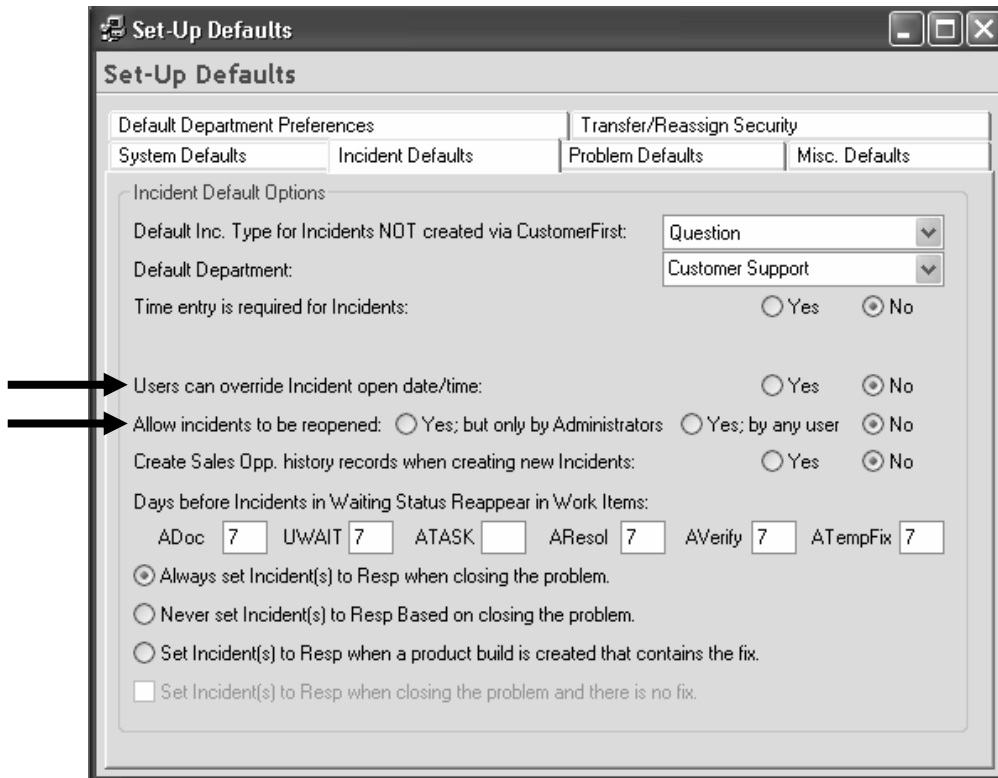 Set-Up Defaults
Set-Up Defaults
Default Department Preferences Transfer/Reassign Security
System Defaults Incident Defaults Problem Defaults Misc. Defaults
Incident Default Options
Default Inc. Type for Incidents NOT created via CustomerFirst: Question
Default Department: Customer Support
Time entry is required for Incidents: Yes No
Users can override Incident open date/time: Yes No
Allow incidents to be reopened: Yes; but only by Administrators Yes; by any user No
Create Sales Opp. history records when creating new Incidents: Yes No
Days before Incidents in Waiting Status Reappear in Work Items:
ADoc 7 UWAIT 7 ATASK AResol 7 AVerify 7 ATempFix 7
Always set Incident(s) to Resp when closing the problem.
Never set Incident(s) to Resp Based on closing the problem.
Set Incident(s) to Resp when a product build is created that contains the fix.
Set Incident(s) to Resp when closing the problem and there is no fix.